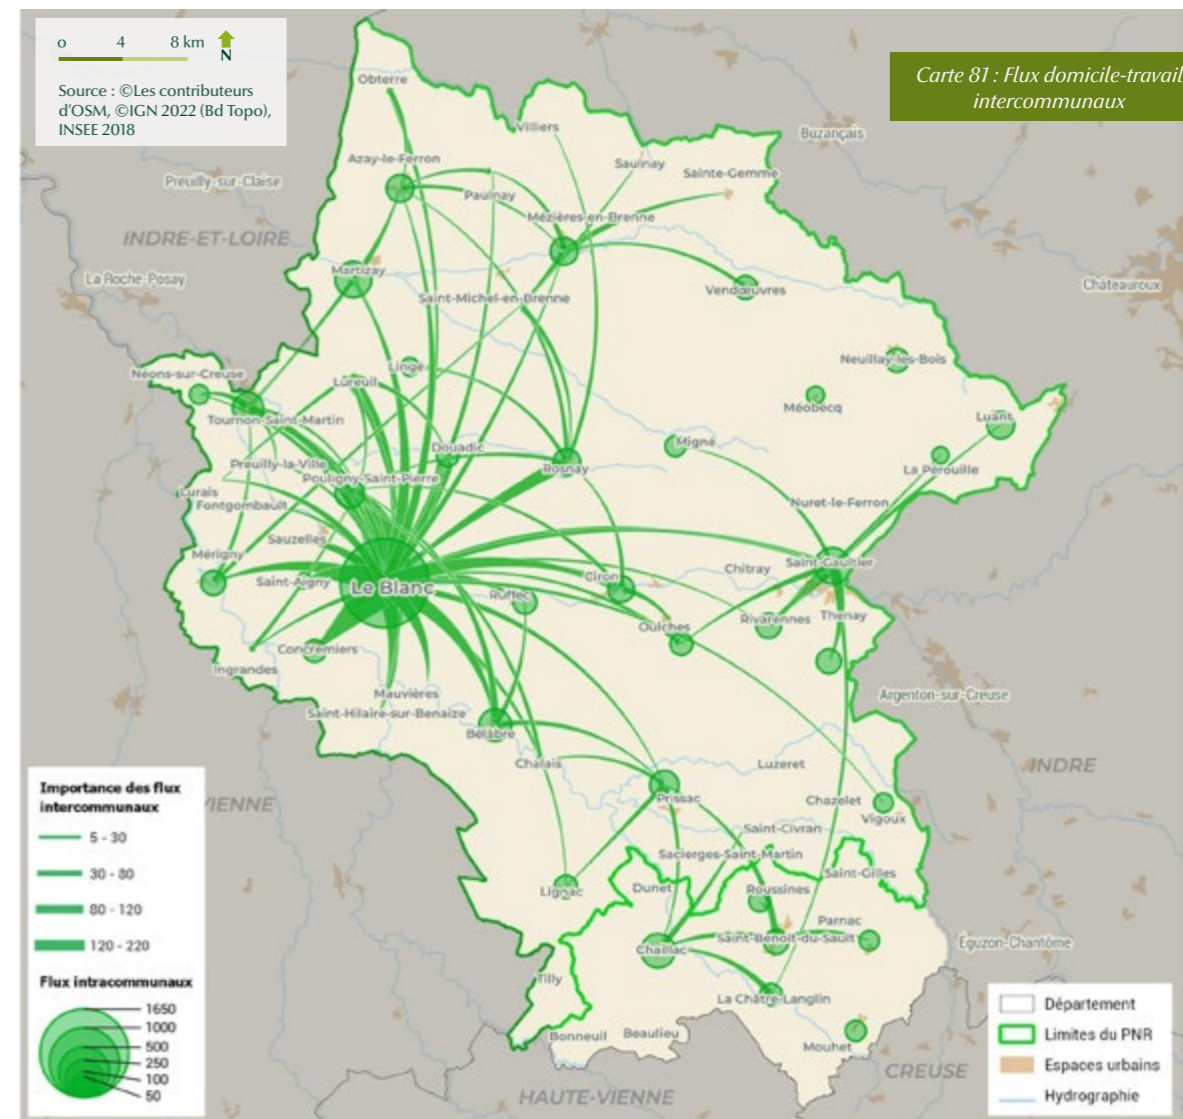 o 4 8 km
N
Source : ©Les contributeurs
d'OSM, ©IGN 2022 (Bd Topo),
INSEE 2018
Carte 81 : Flux domicile-travail
intercommunaux
Obterre
Villiers
Buzançais
Azay-le-Ferron
Saulnay
Sainte-Gemme
Preuilly-sur-Claise
Paulnay
Mézières-en-Brenne
INDRE-ET-LOIRE
Martizay
La Roche-Posay
Saint-Michel-en-Brenne
Vendœuvres
Châteauroux
Néons-sur-Creuse
Lingé
Lureuil
Neuillay-les-Bois
Méobecq
Tournon-Saint-Martin
Luant
Douadic
Migné
Preuilly-la-Ville
Rosnay
La Pérouille
Pouligny-Saint-Pierre
Lurais
Fontgombault
Nuret-le-Ferron
Sauzelles
Mérigny
Saint-Gaultier
Chitray
Saint-Aigny
Le Blanc
Ciron
Ruffec
Oulches
Rivarennes
Thenay
Concremiers
Ingrandes
Argenton-sur-Creuse
Mauvières
Saint-Hilaire-sur-Benaize
Bélâbre
Chalais
Luzeret
INDRE
VIENNE
Prissac
Chazelet
Vigoux
Saint-Civran
Sacierges-Saint-Martin
Saint-Gilles
Lignac
Dunet
Roussines
Parnac
Saint-Benoît-du-Sault
Chaillac
Éguzon-Chantôme
Tilly
La Châtre-Langlin
Bonneuil
Beaulieu
Mouhet
CREUSE
HAUTE-VIENNE
Importance des flux
intercommunaux
5 - 30
30 - 80
80 - 120
120 - 220
Flux intracommunaux
1650
1000
500
250
100
50
Département
Limites du PNR
Espaces urbains
Hydrographie